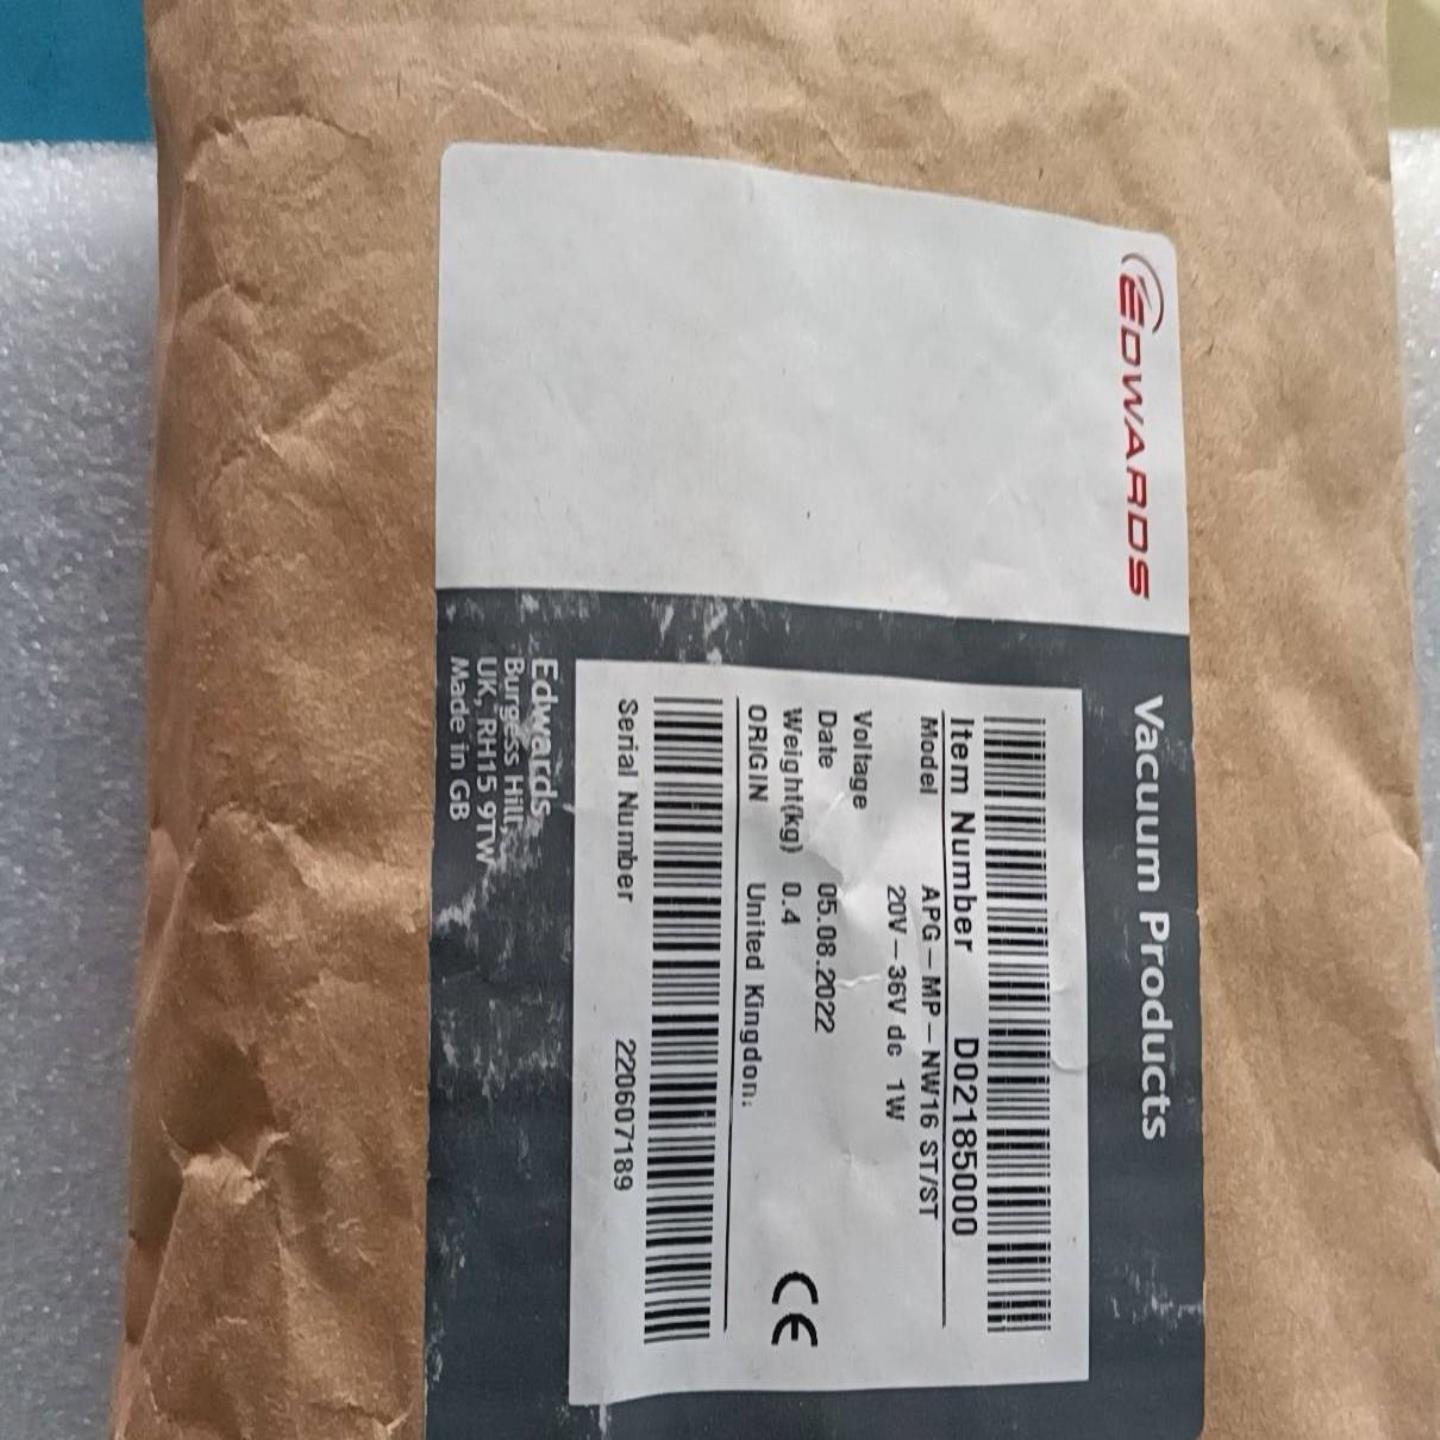 EDWARDS
Vacuum Products
Item Number D02185000
Model APG-MP-NW16 ST/ST
20V-36V dc 1W
Voltage
Date 05.08.2022
Weight(kg) 0.4
ORIGIN United Kingdom.
CE
Serial Number 220607189
Edwards,
Burgess Hill,
UK, RH15 9TW
Made in GB